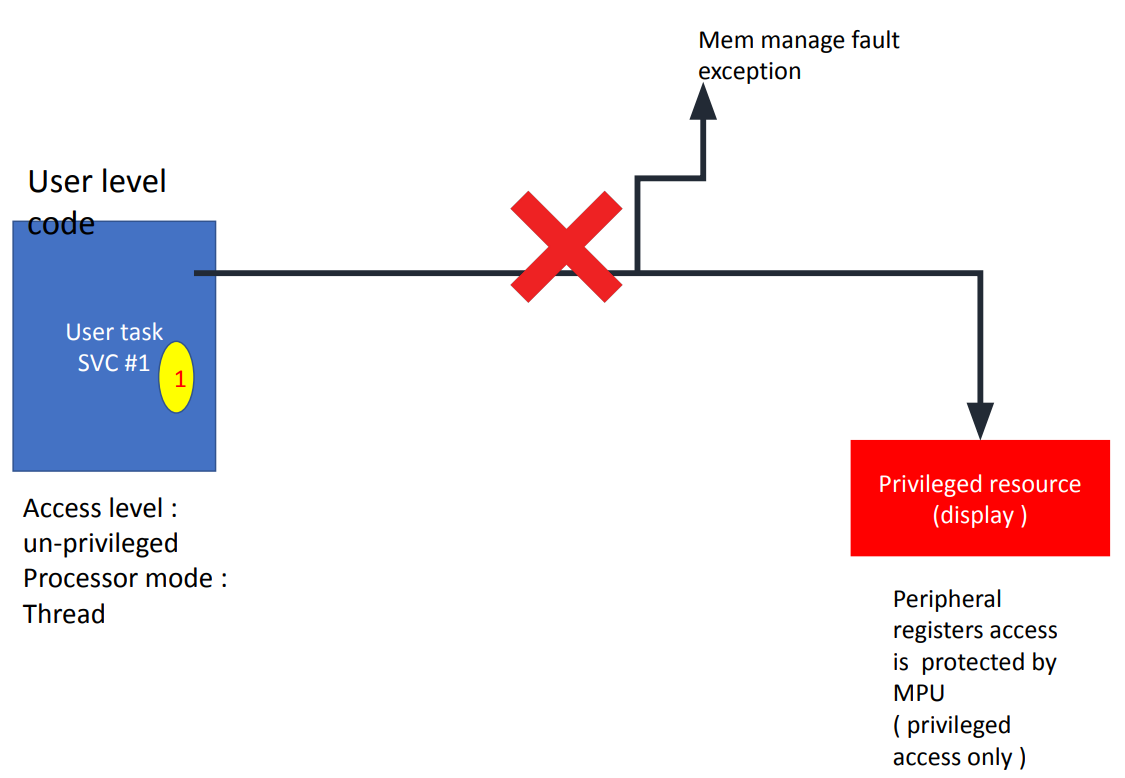 Mem manage fault
exception
User level
code
User task
SVC #1
1
Access level :
un-privileged
Processor mode :
Thread
Privileged resource
(display )
Peripheral
registers access
is  protected by
MPU
( privileged
access only )